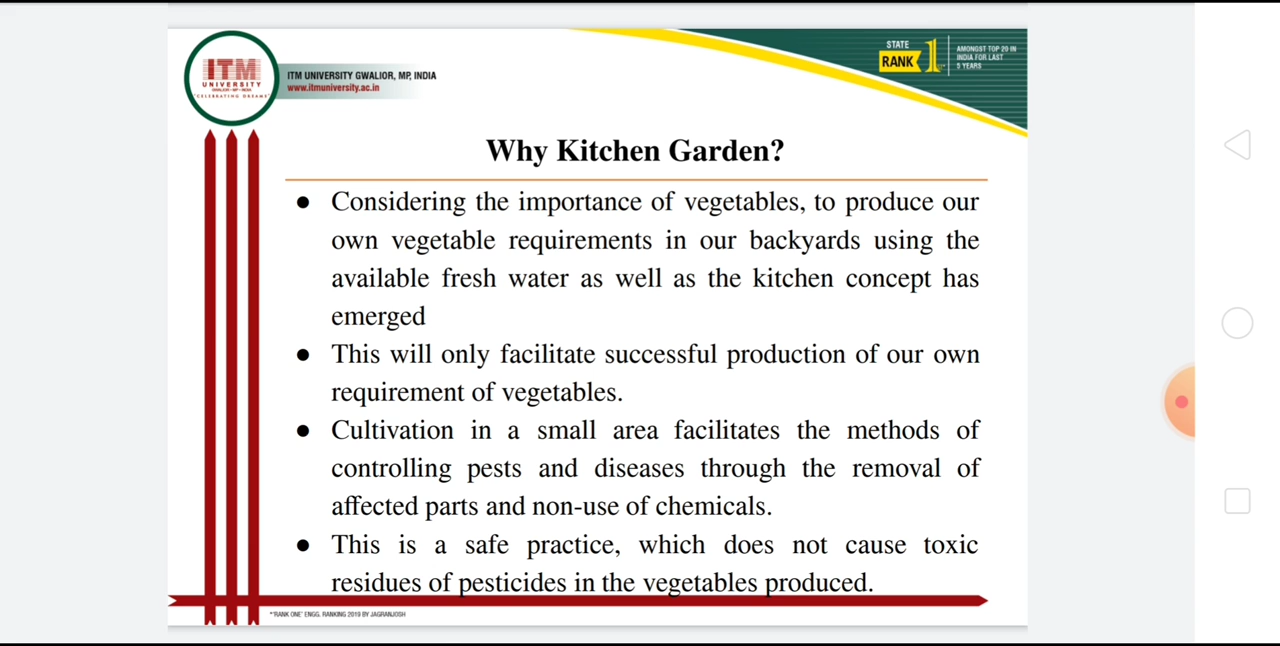 ITM
UNIVERSITY
GWALIOR • MP • INDIA
"CELEBRATING DREAMS"
ITM UNIVERSITY GWALIOR, MP, INDIA
www.itmuniversity.ac.in
STATE
RANK 1
AMONGST TOP 20 IN
INDIA FOR LAST
5 YEARS
Why Kitchen Garden?
● Considering the importance of vegetables, to produce our
own vegetable requirements in our backyards using the
available fresh water as well as the kitchen concept has
emerged
● This will only facilitate successful production of our own
requirement of vegetables.
● Cultivation in a small area facilitates the methods of
controlling pests and diseases through the removal of
affected parts and non-use of chemicals.
● This is a safe practice, which does not cause toxic
residues of pesticides in the vegetables produced.
*"RANK ONE" ENGG. RANKING 2019 BY JAGRANJOSH